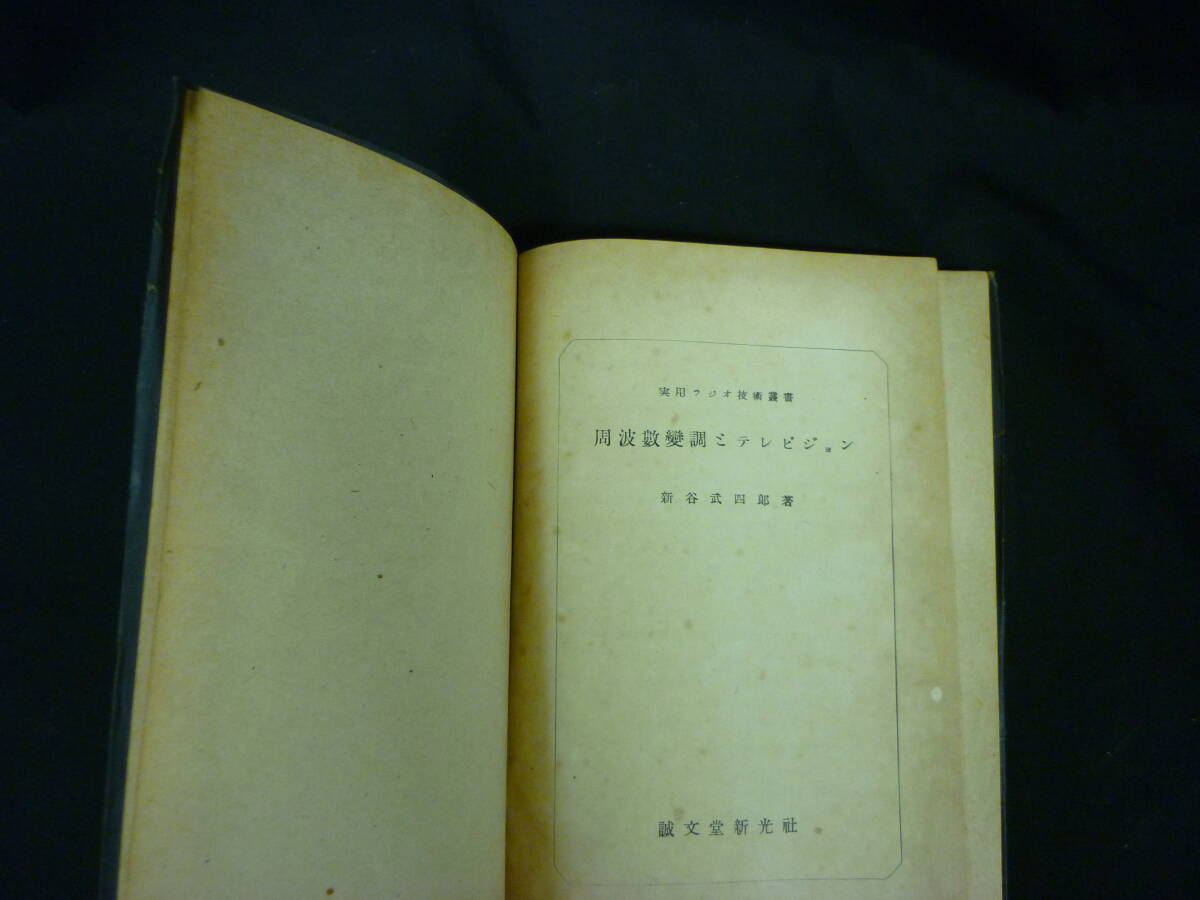 実用ラジオ技術叢書
周波數變調とテレビジョン
新谷武四郎著
誠文堂新光社